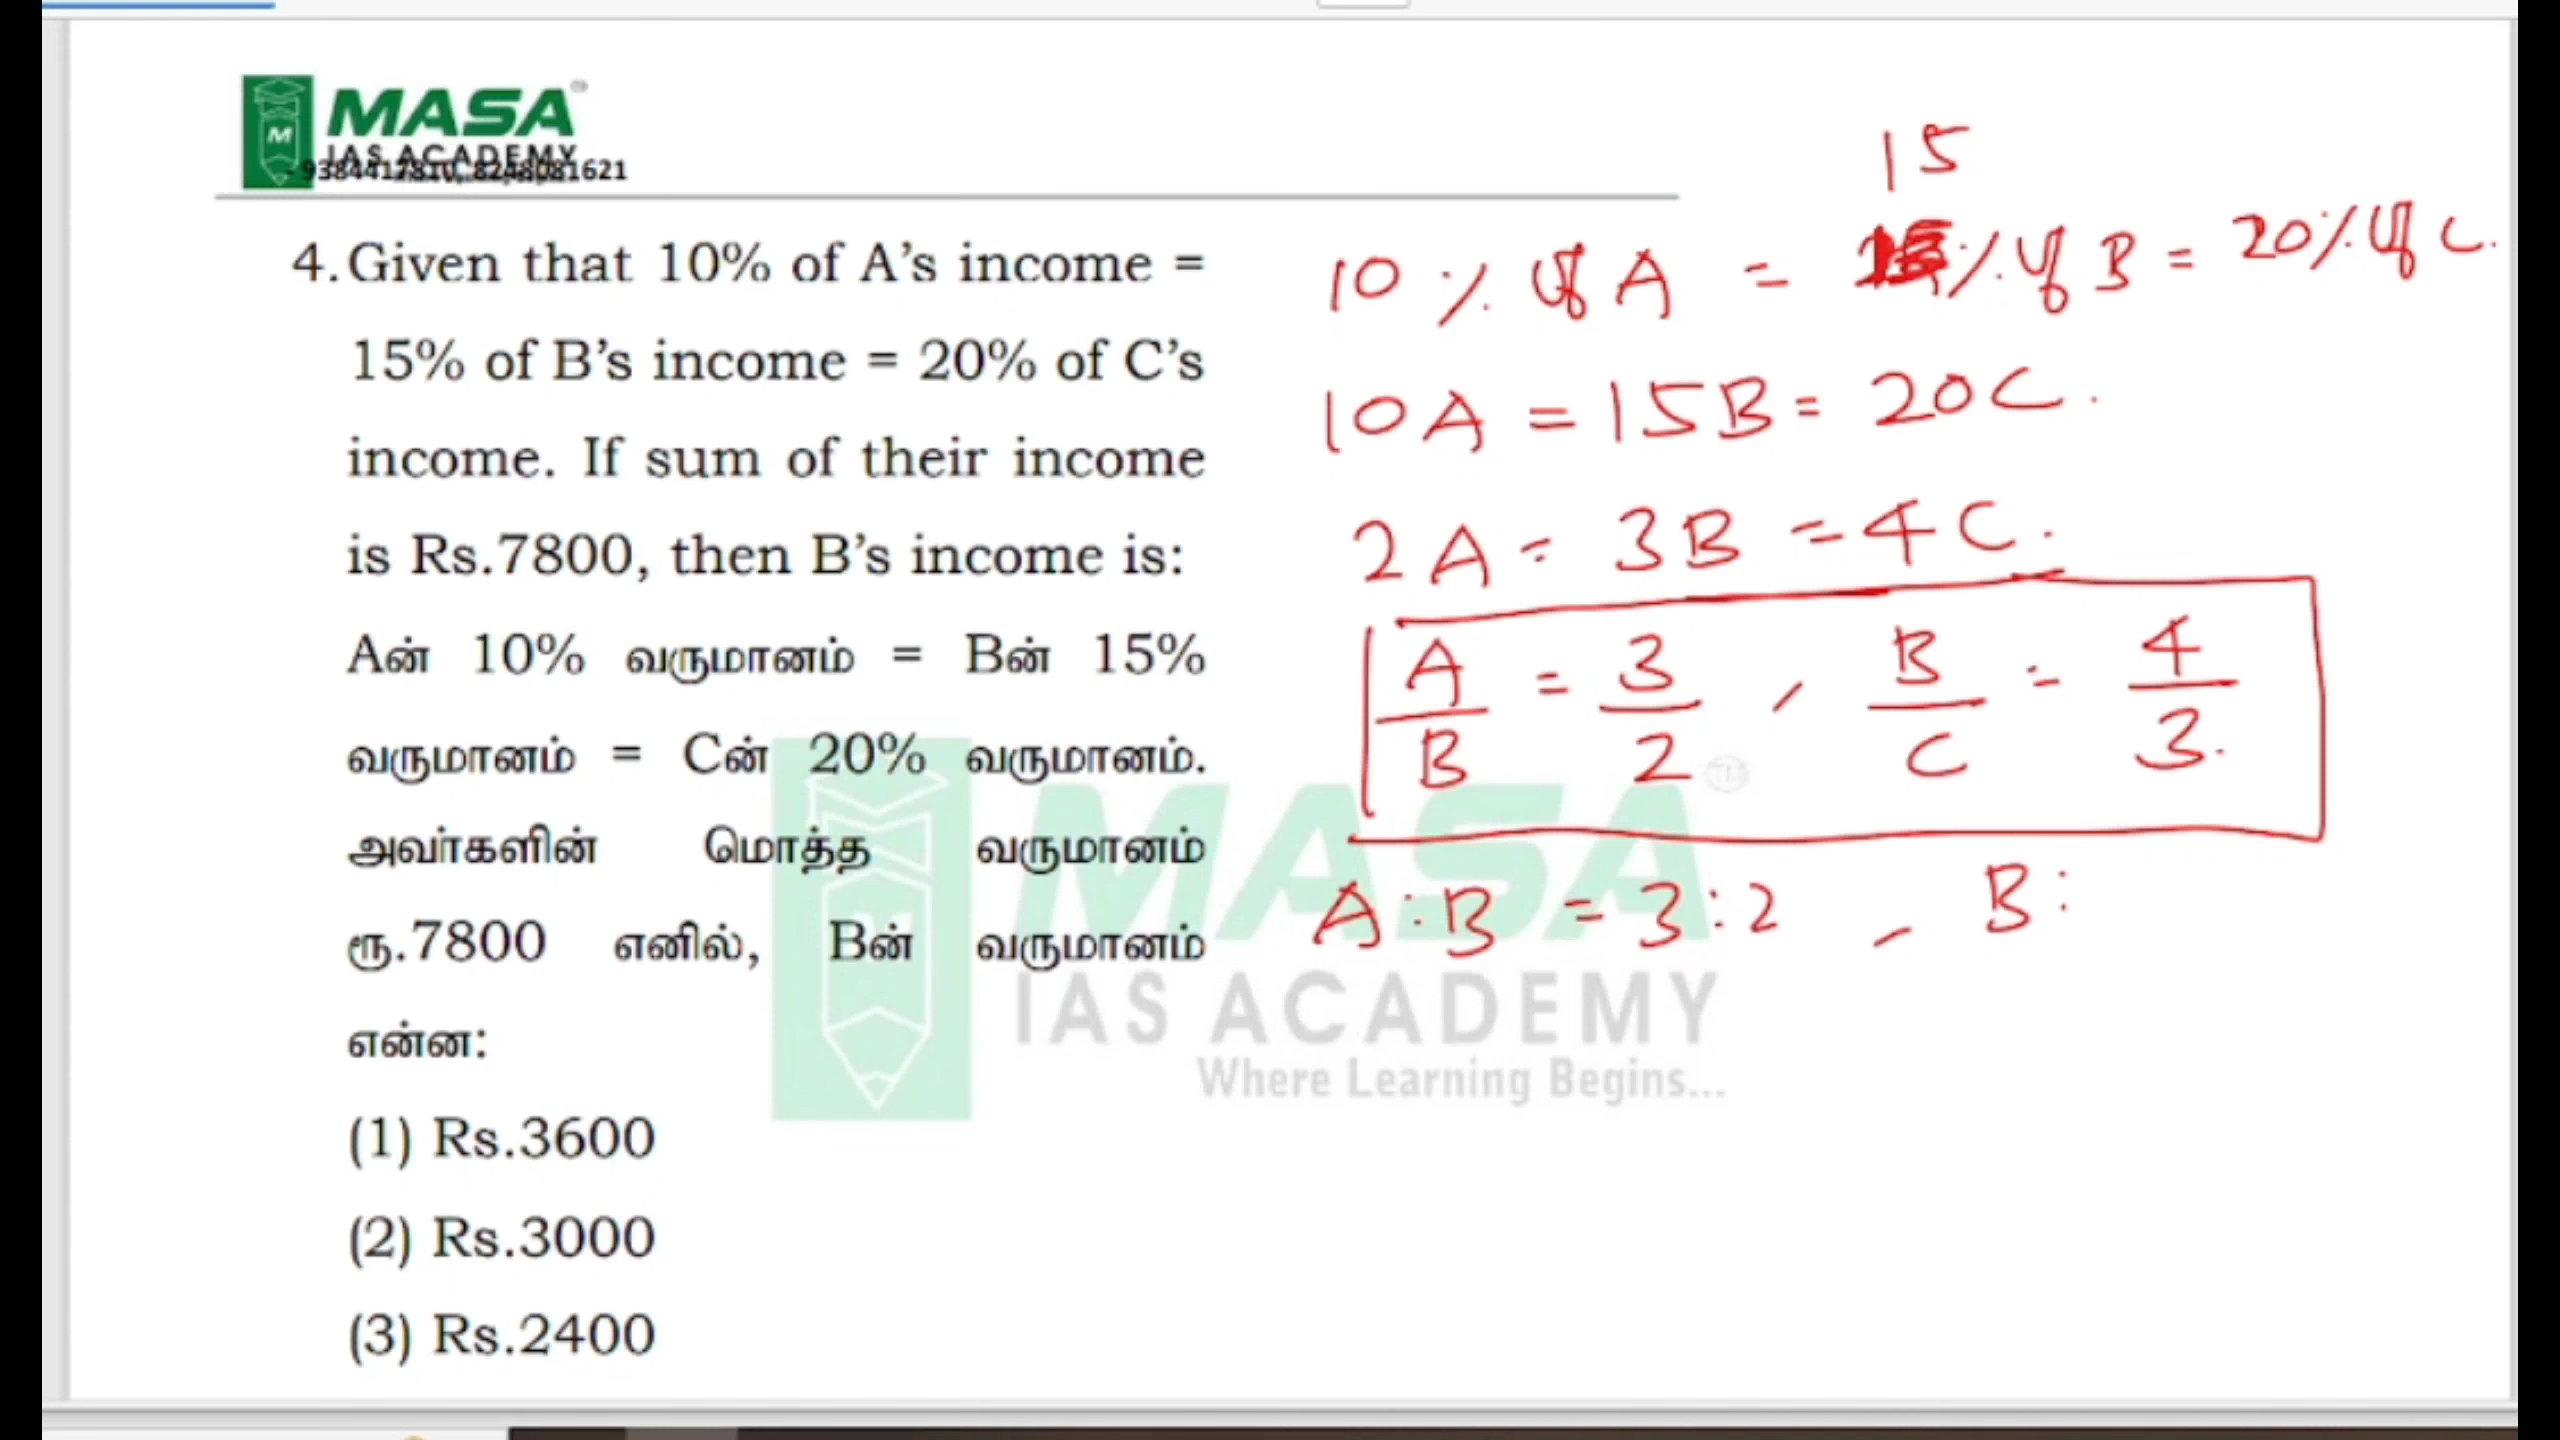 MASA
IAS ACADEMY
- 9384417810, 8248081621
4. Given that 10% of A's income =
15% of B's income = 20% of C's
income. If sum of their income
is Rs.7800, then B's income is:
Aன் 10% வருமானம் = Bன் 15%
வருமானம் = Cன் 20% வருமானம்.
அவர்களின் மொத்த வருமானம்
ரூ.7800 எனில், Bன் வருமானம்
என்ன:
(1) Rs.3600
(2) Rs.3000
(3) Rs.2400
15
10 % of A = % of B = 20% of C.
10A = 15B = 20C.
2A = 3B = 4C.
A/B = 3/2 , B/C = 4/3.
A:B = 3:2 , B:
MASA
IAS ACADEMY
Where Learning Begins...